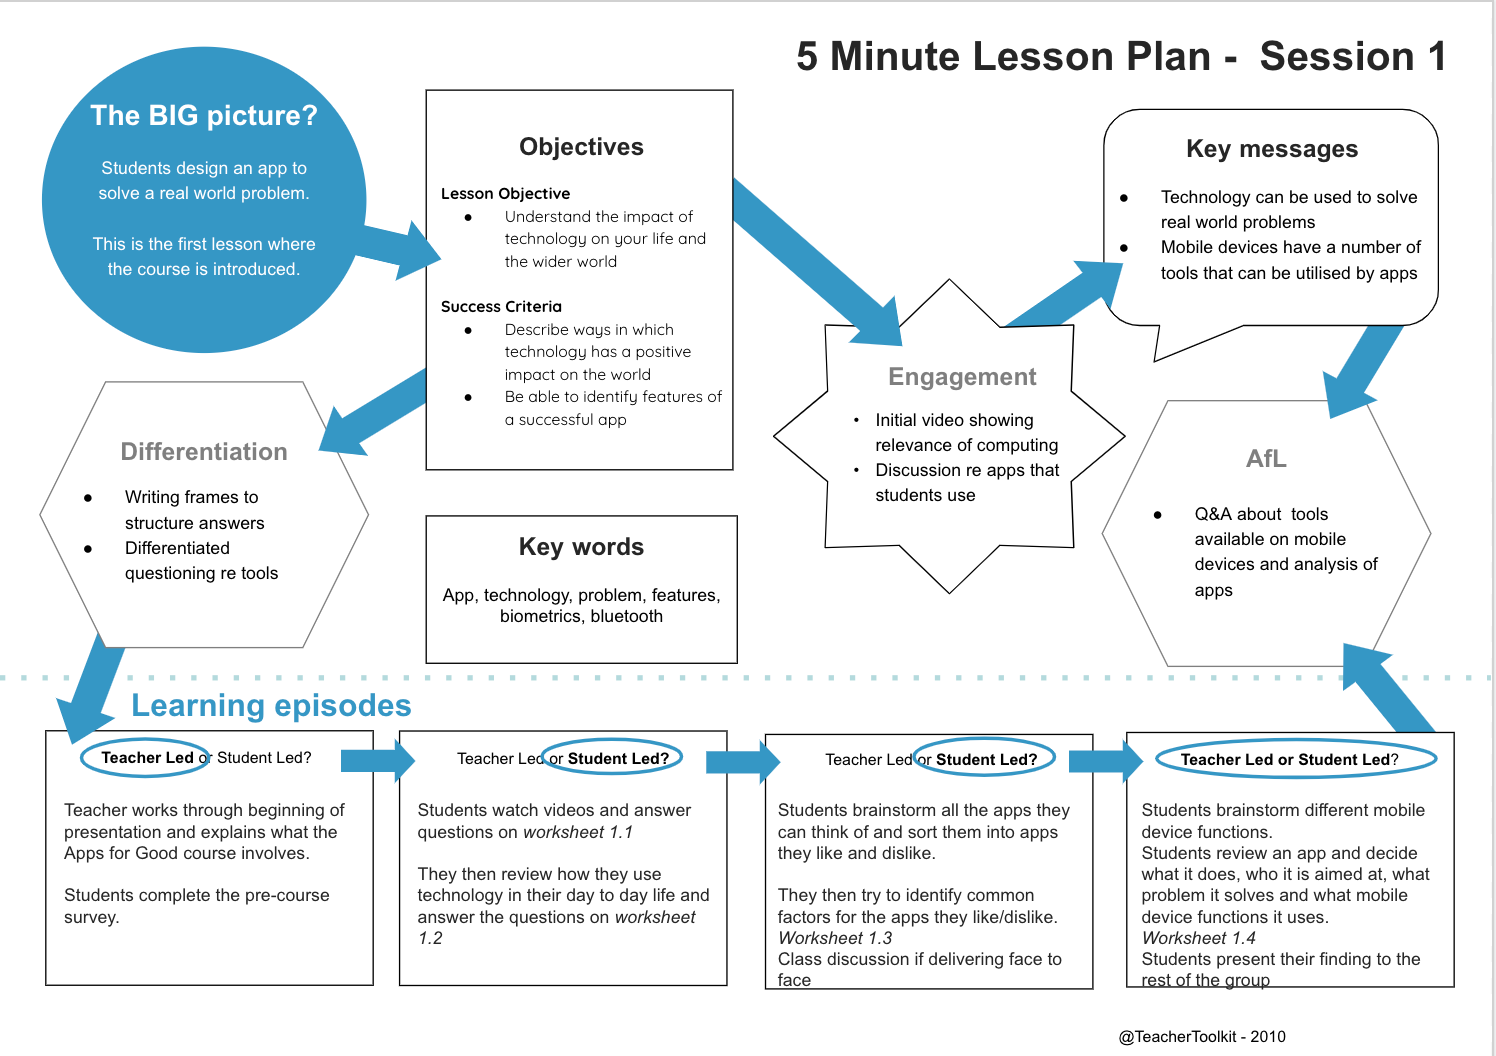 5 Minute Lesson Plan -  Session 1
The BIG picture?
Students design an app to
solve a real world problem.
This is the first lesson where
the course is introduced.
Objectives
Lesson Objective
● Understand the impact of
technology on your life and
the wider world
Success Criteria
● Describe ways in which
technology has a positive
impact on the world
● Be able to identify features of
a successful app
Key messages
● Technology can be used to solve
real world problems
● Mobile devices have a number of
tools that can be utilised by apps
Engagement
• Initial video showing
relevance of computing
• Discussion re apps that
students use
Differentiation
● Writing frames to
structure answers
● Differentiated
questioning re tools
Key words
App, technology, problem, features,
biometrics, bluetooth
AfL
● Q&A about  tools
available on mobile
devices and analysis of
apps
Learning episodes
Teacher Led or Student Led?
Teacher works through beginning of
presentation and explains what the
Apps for Good course involves.
Students complete the pre-course
survey.
Teacher Led or Student Led?
Students watch videos and answer
questions on worksheet 1.1
They then review how they use
technology in their day to day life and
answer the questions on worksheet
1.2
Teacher Led or Student Led?
Students brainstorm all the apps they
can think of and sort them into apps
they like and dislike.
They then try to identify common
factors for the apps they like/dislike.
Worksheet 1.3
Class discussion if delivering face to
face
Teacher Led or Student Led?
Students brainstorm different mobile
device functions.
Students review an app and decide
what it does, who it is aimed at, what
problem it solves and what mobile
device functions it uses.
Worksheet 1.4
Students present their finding to the
rest of the group
@TeacherToolkit - 2010